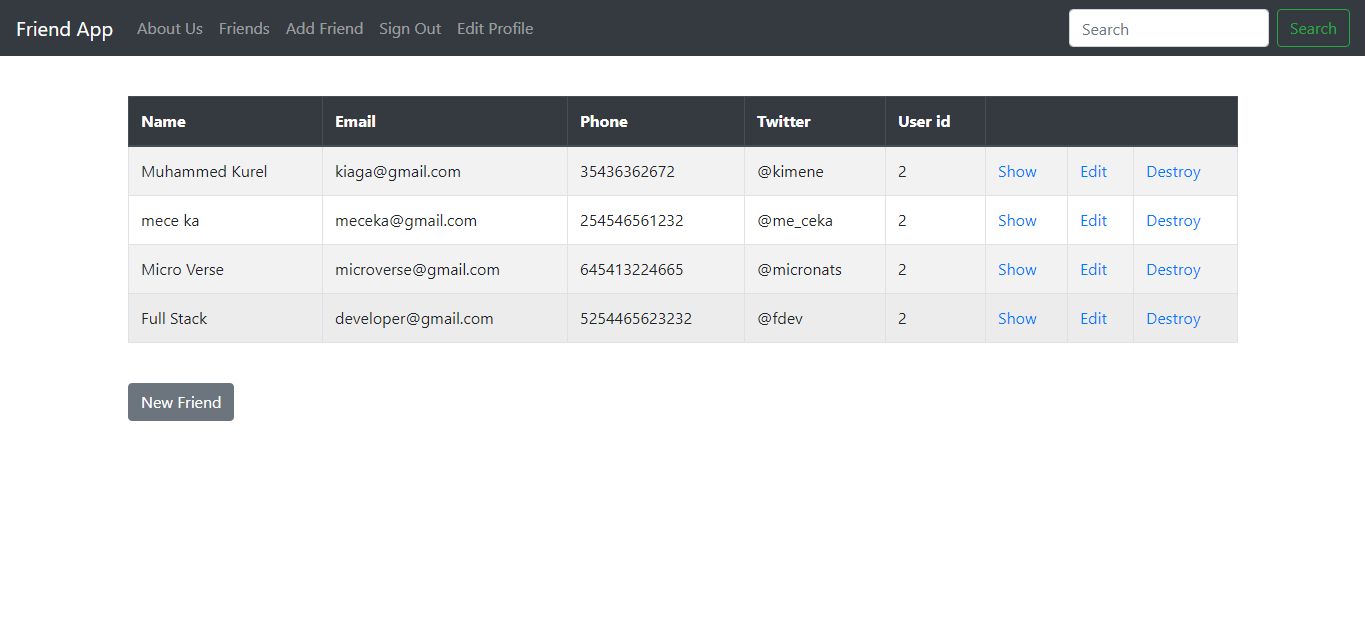 Friend App About Us Friends Add Friend Sign Out Edit Profile Search Search
Name Email Phone Twitter User id
Muhammed Kurel kiaga@gmail.com 35436362672 @kimene 2 Show Edit Destroy
mece ka meceka@gmail.com 254546561232 @me_ceka 2 Show Edit Destroy
Micro Verse microverse@gmail.com 645413224665 @micronats 2 Show Edit Destroy
Full Stack developer@gmail.com 5254465623232 @fdev 2 Show Edit Destroy
New Friend